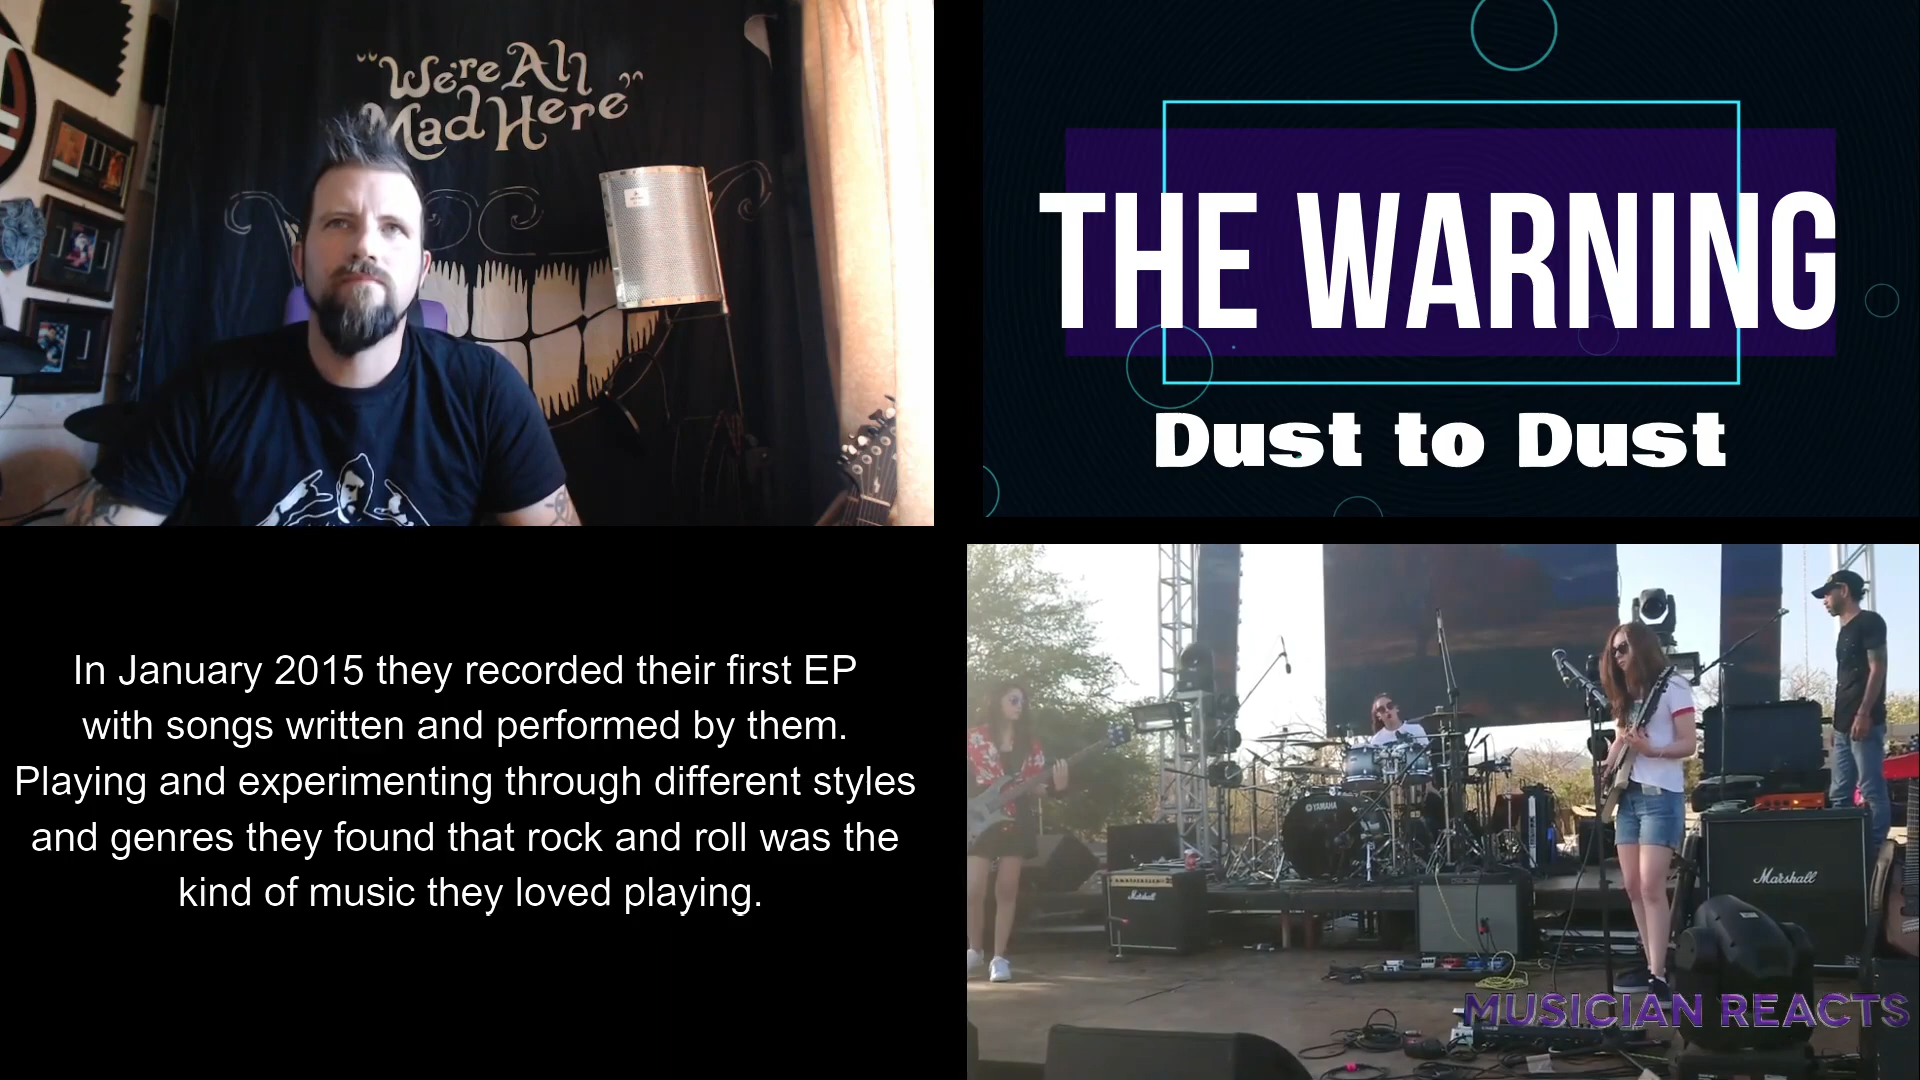 "We're All
Mad Here"
THE WARNING
Dust to Dust
In January 2015 they recorded their first EP
with songs written and performed by them.
Playing and experimenting through different styles
and genres they found that rock and roll was the
kind of music they loved playing.
YAMAHA
Marshall
Marshall
MUSICIAN REACTS